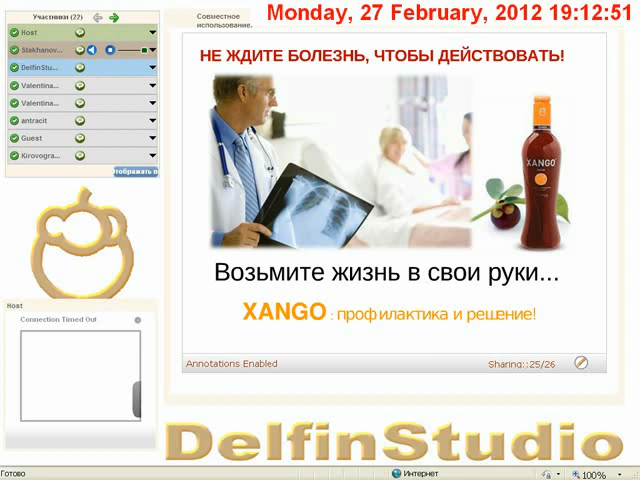 Monday, 27 February, 2012 19:12:51
Участники (22)
Host
Stakhanov...
DelfinStu...
Valentina...
Valentina...
antracit
Guest
Kirovogra...
Отображать п
Совместное
использование.
НЕ ЖДИТЕ БОЛЕЗНЬ, ЧТОБЫ ДЕЙСТВОВАТЬ!
XANGO
Возьмите жизнь в свои руки...
XANGO : профилактика и решение!
Annotations Enabled
Sharing::25/26
Host
Connection Timed Out
DelfinStudio
Готово
Интернет
100%